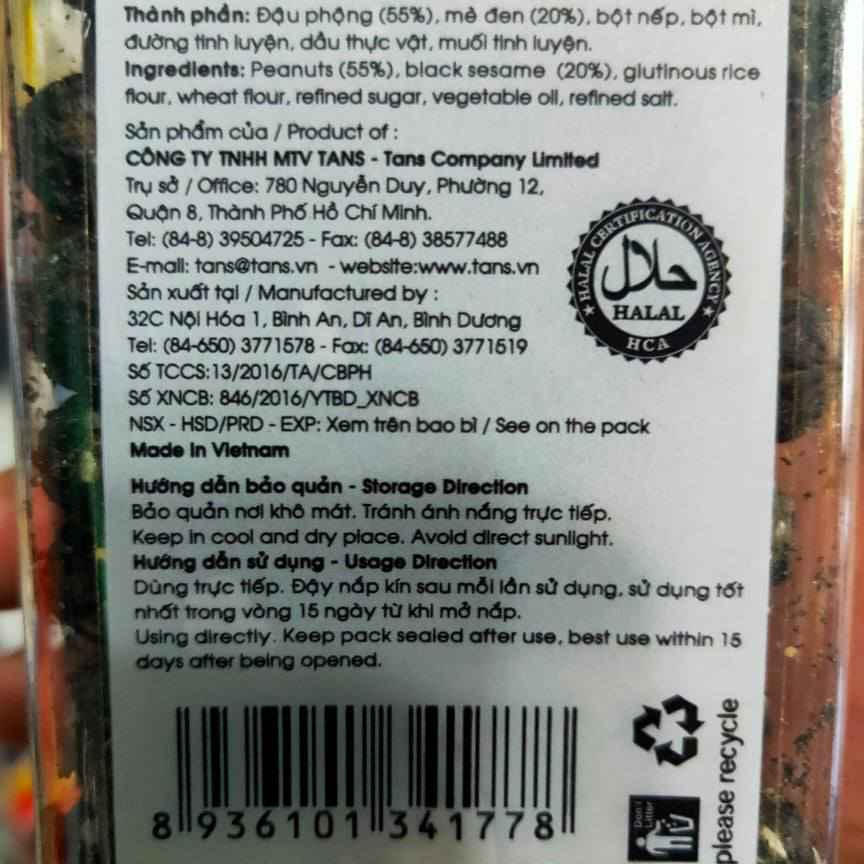 Thành phần: Đậu phộng (55%), mè đen (20%), bột nếp, bột mì,
đường tinh luyện, dầu thực vật, muối tinh luyện.
Ingredients: Peanuts (55%), black sesame (20%), glutinous rice
flour, wheat flour, refined sugar, vegetable oil, refined salt.
Sản phẩm của / Product of :
CÔNG TY TNHH MTV TANS - Tans Company Limited
Trụ sở / Office: 780 Nguyễn Duy, Phường 12,
Quận 8, Thành Phố Hồ Chí Minh.
Tel: (84-8) 39504725 - Fax: (84-8) 38577488
E-mail: tans@tans.vn - website:www.tans.vn
Sản xuất tại / Manufactured by :
32C Nội Hóa 1, Bình An, Dĩ An, Bình Dương
Tel: (84-650) 3771578 - Fax: (84-650) 3771519
Số TCCS:13/2016/TA/CBPH
Số XNCB: 846/2016/YTBD_XNCB
NSX - HSD/PRD - EXP: Xem trên bao bì / See on the pack
Made in Vietnam
HALAL CERTIFICATION AGENCY
حلال
HALAL
HCA
Hướng dẫn bảo quản - Storage Direction
Bảo quản nơi khô mát. Tránh ánh nắng trực tiếp.
Keep in cool and dry place. Avoid direct sunlight.
Hướng dẫn sử dụng - Usage Direction
Dùng trực tiếp. Đậy nắp kín sau mỗi lần sử dụng, sử dụng tốt
nhất trong vòng 15 ngày từ khi mở nắp.
Using directly. Keep pack sealed after use, best use within 15
days after being opened.
8 936101 341778
please recycle
Don't
Litter